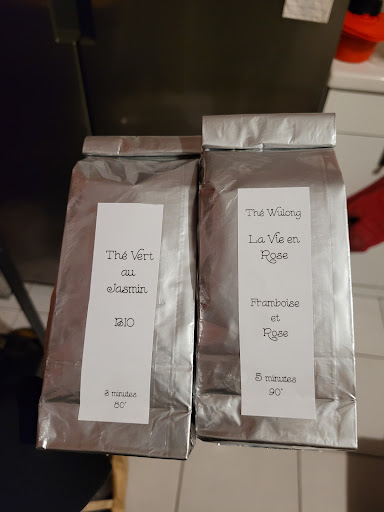 Thé Vert
au
Jasmin
BIO
3 minutes
80°
Thé Wulong
La Vie en
Rose
Framboise
et
Rose
5 minutes
90°